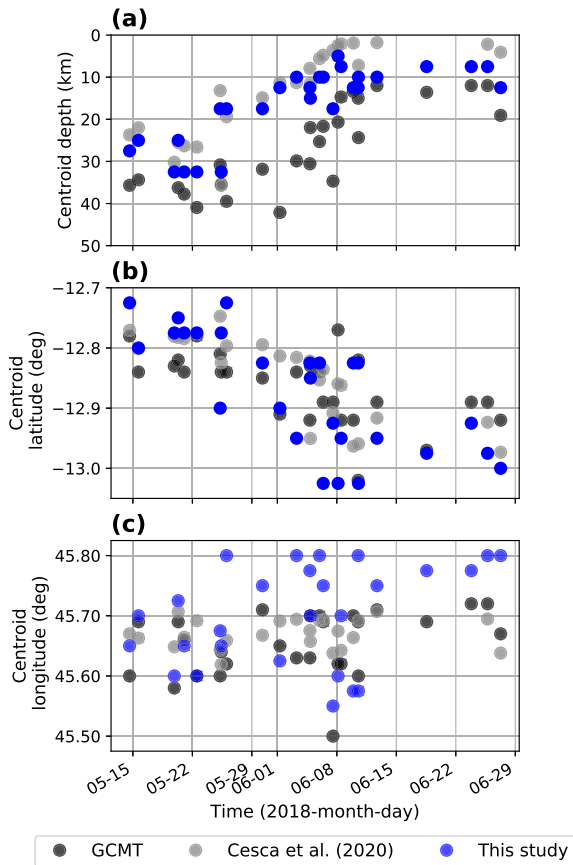 (a)
0
10
20
30
40
50
Centroid depth (km)
(b)
−12.7
−12.8
−12.9
−13.0
Centroid
latitude (deg)
(c)
45.80
45.70
45.60
45.50
Centroid
longitude (deg)
05-15
05-22
05-29
06-01
06-08
06-15
06-22
06-29
Time (2018-month-day)
GCMT
Cesca et al. (2020)
This study